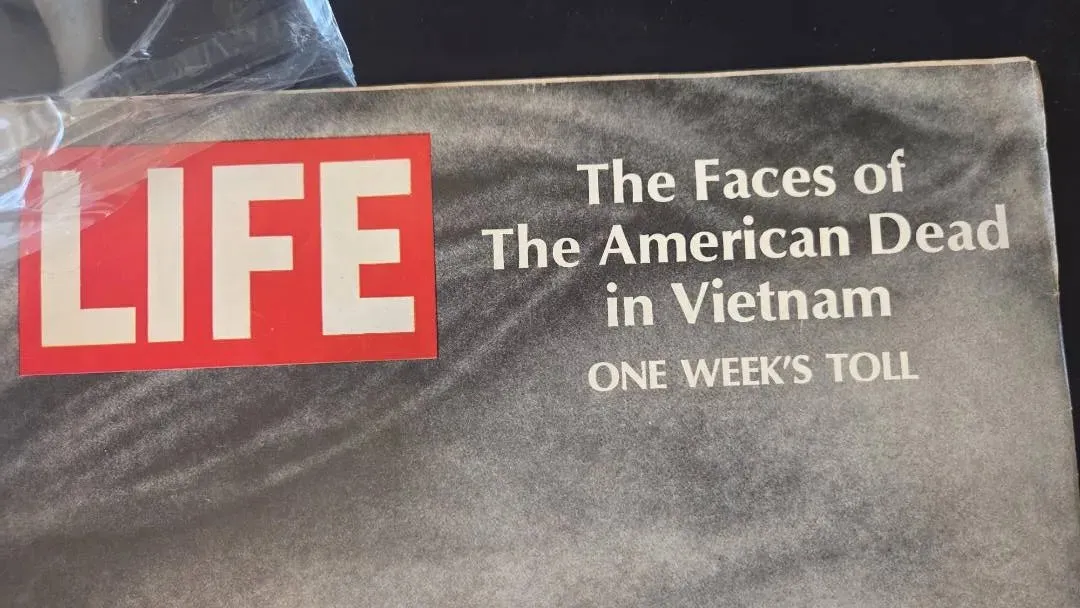 LIFE
The Faces of
The American Dead
in Vietnam
ONE WEEK'S TOLL